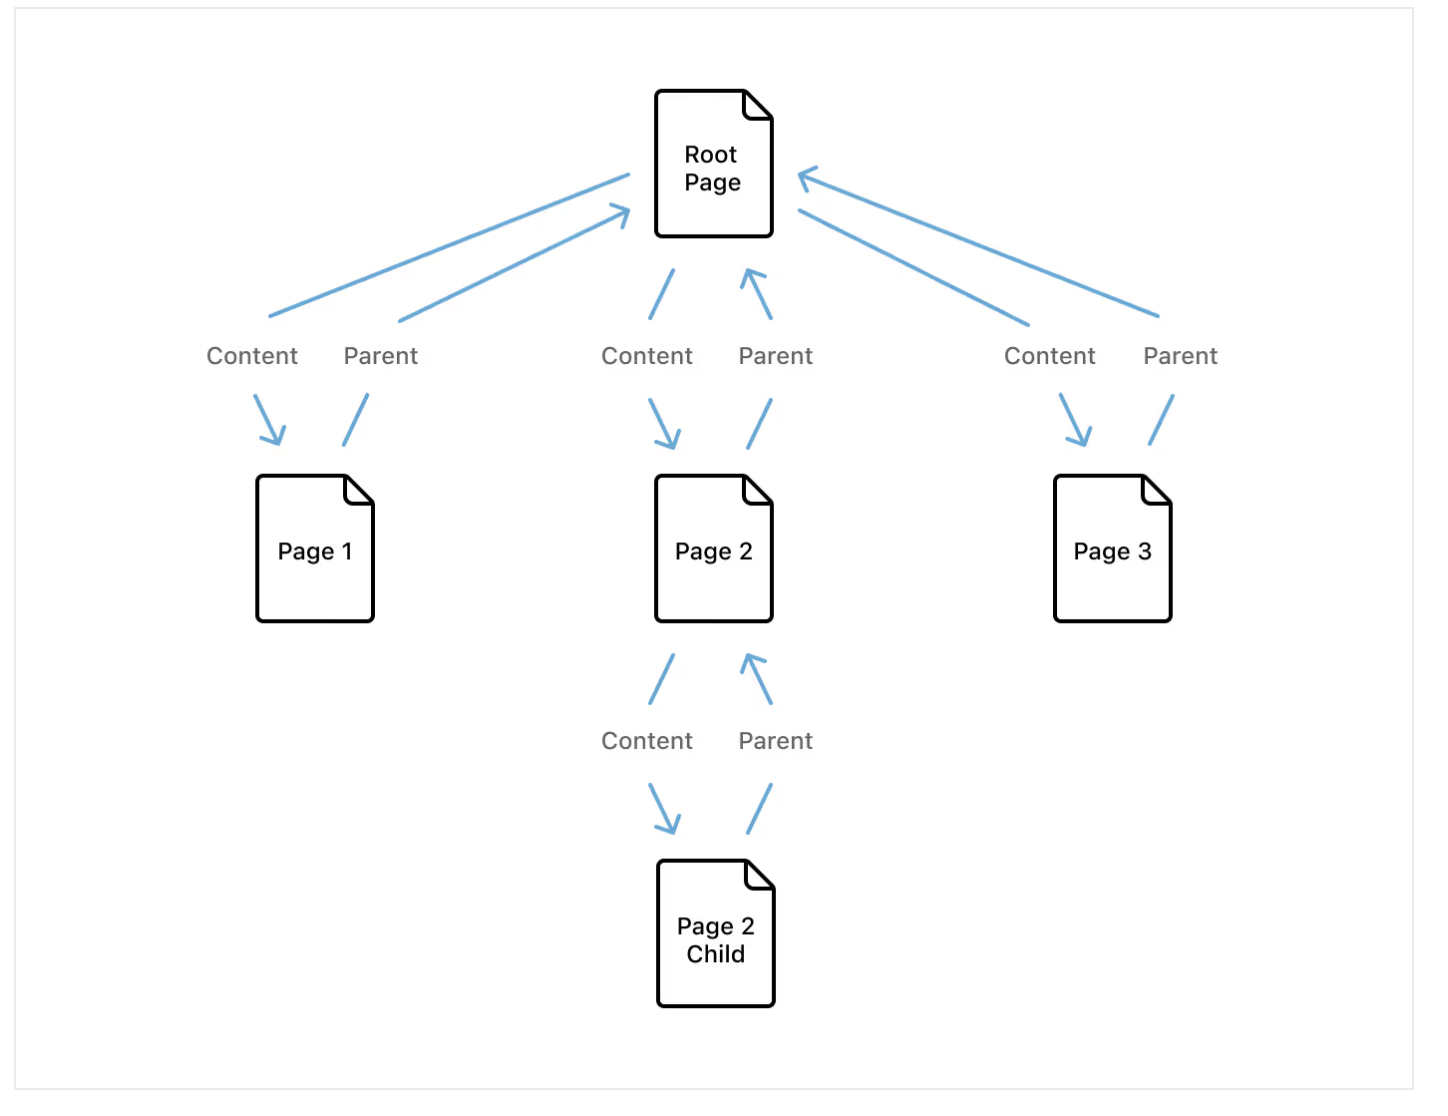 Root
Page
Content Parent
Content Parent
Content Parent
Page 1
Page 2
Page 3
Content Parent
Page 2
Child